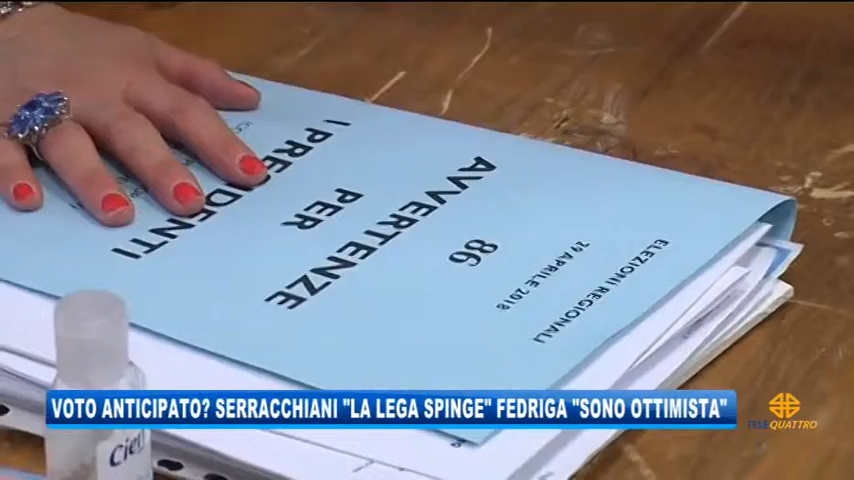 ELEZIONI REGIONALI
29 APRILE 2018
86
AVVERTENZE
PER
I PRESIDENTI
Ciel
VOTO ANTICIPATO? SERRACCHIANI "LA LEGA SPINGE" FEDRIGA "SONO OTTIMISTA"
TELEQUATTRO